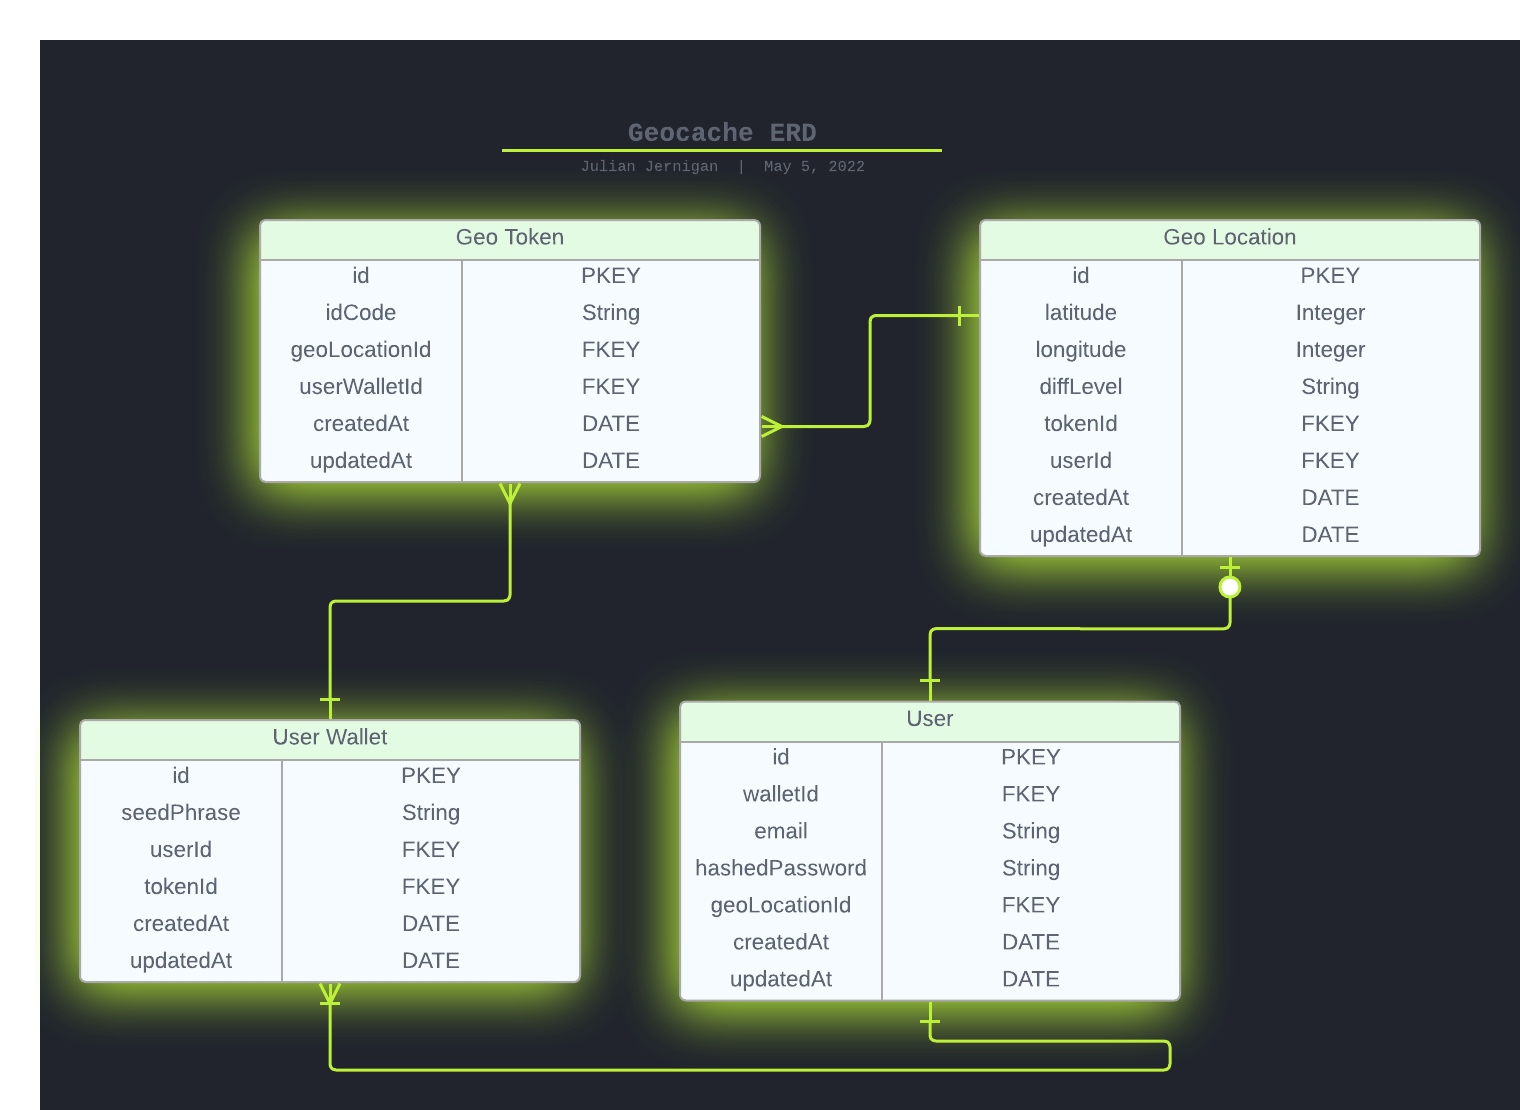 Geocache ERD
Julian Jernigan | May 5, 2022
Geo Token
id PKEY
idCode String
geoLocationId FKEY
userWalletId FKEY
createdAt DATE
updatedAt DATE
Geo Location
id PKEY
latitude Integer
longitude Integer
diffLevel String
tokenId FKEY
userId FKEY
createdAt DATE
updatedAt DATE
User Wallet
id PKEY
seedPhrase String
userId FKEY
tokenId FKEY
createdAt DATE
updatedAt DATE
User
id PKEY
walletId FKEY
email String
hashedPassword String
geoLocationId FKEY
createdAt DATE
updatedAt DATE